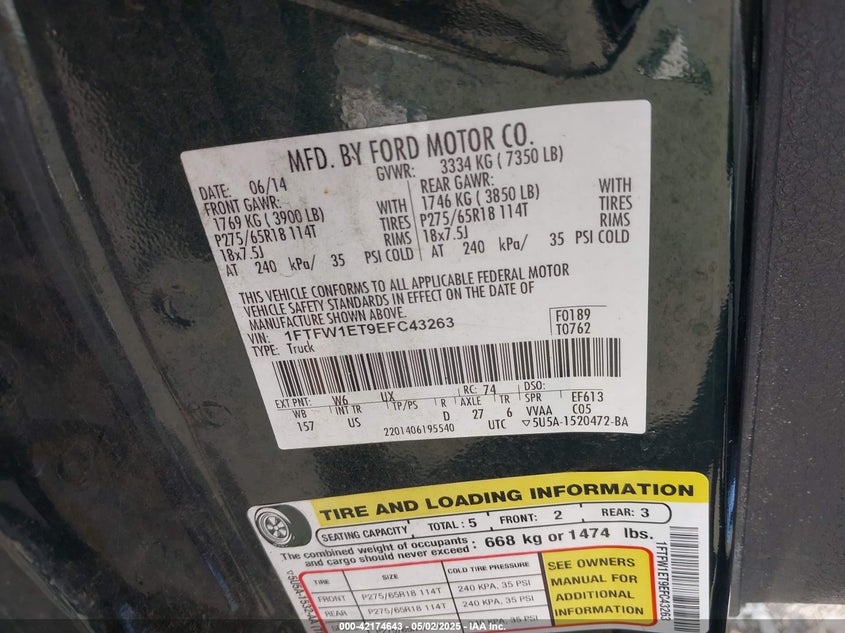 MFD. BY FORD MOTOR CO.
DATE: 06/14 GVWR: 3334 KG ( 7350 LB)
FRONT GAWR: REAR GAWR:
1769 KG ( 3900 LB) WITH 1746 KG ( 3850 LB) WITH
P275/65R18 114T TIRES P275/65R18 114T TIRES
18x7.5J RIMS 18x7.5J RIMS
AT 240 kPa/ 35 PSI COLD AT 240 kPa/ 35 PSI COLD
THIS VEHICLE CONFORMS TO ALL APPLICABLE FEDERAL MOTOR
VEHICLE SAFETY STANDARDS IN EFFECT ON THE DATE OF
MANUFACTURE SHOWN ABOVE.
VIN: 1FTFW1ET9EFC43263 F0189
TYPE: Truck T0762
EXT PNT: W6 UX RC: 74 DSO:
WB INT TR TP/PS R AXLE TR SPR EF613
157 US D 27 6 VVAA C05
2201406195540 UTC ▽5U5A-1520472-BA
TIRE AND LOADING INFORMATION
SEATING CAPACITY TOTAL : 5 FRONT: 2 REAR: 3
The combined weight of occupants
and cargo should never exceed : 668 kg or 1474 lbs.
TIRE SIZE COLD TIRE PRESSURE
FRONT P275/65R18 114T 240 KPA, 35 PSI
REAR P275/65R18 114T 240 KPA, 35 PSI
SEE OWNERS
MANUAL FOR
ADDITIONAL
INFORMATION
1FTFW1ET9EFC43263
000 - 42174643 - 05/02/2025 - IAA Inc.